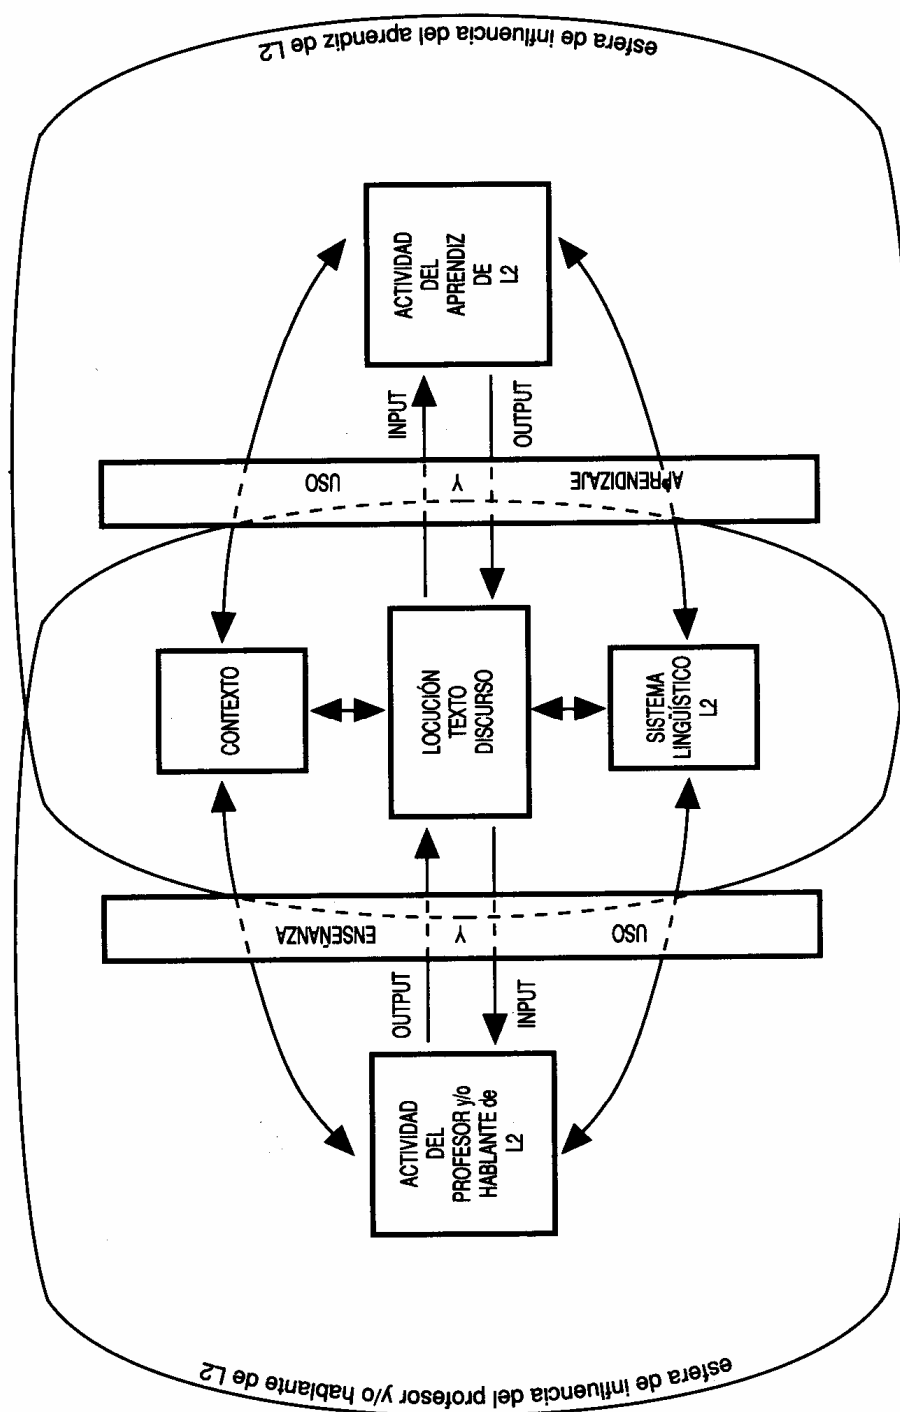 esfera de influencia del profesor y/o hablante de L2
ACTIVIDAD
DEL
PROFESOR y/o
HABLANTE de
L2
OUTPUT
INPUT
ENSEÑANZA
Y
USO
CONTEXTO
LOCUCIÓN
TEXTO
DISCURSO
SISTEMA
LINGÜÍSTICO
L2
USO
Y
APRENDIZAJE
INPUT
OUTPUT
ACTIVIDAD
DEL
APRENDIZ
DE
L2
esfera de influencia del aprendiz de L2